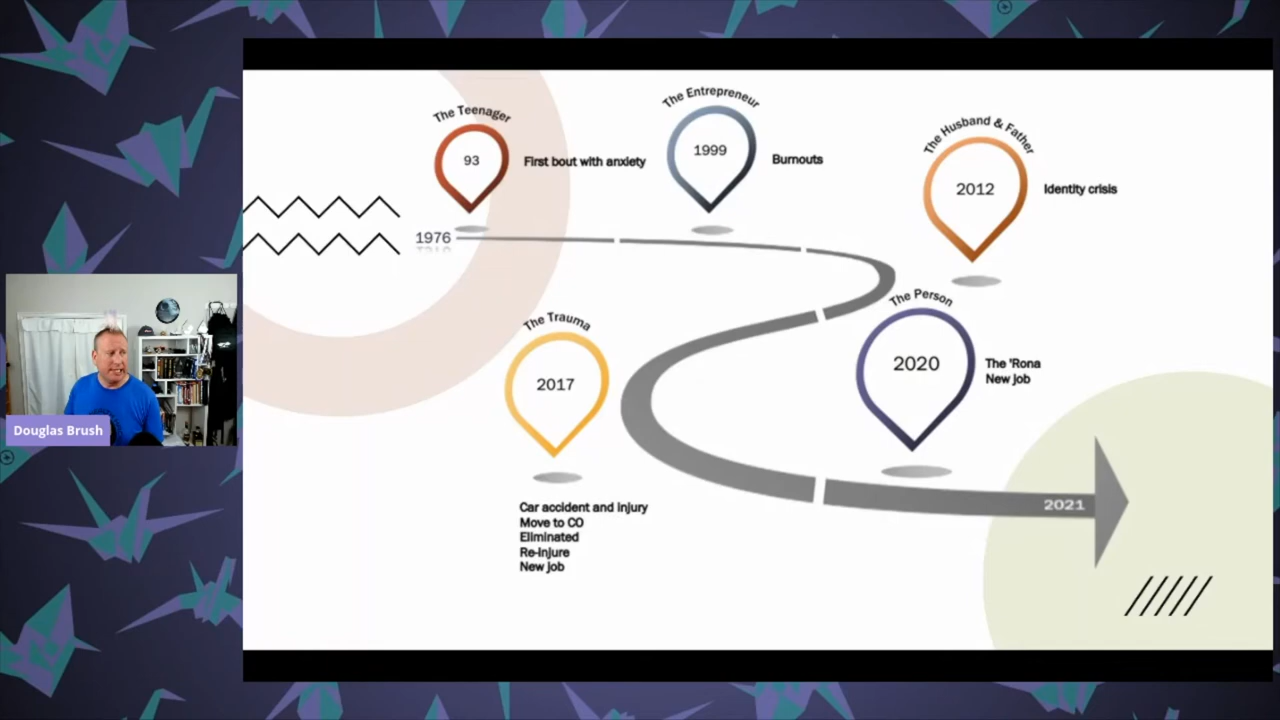 The Teenager
93
First bout with anxiety
The Entrepreneur
1999
Burnouts
The Husband & Father
2012
Identity crisis
1976
The Trauma
2017
Car accident and injury
Move to CO
Eliminated
Re-injure
New job
The Person
2020
The 'Rona
New job
2021
Douglas Brush